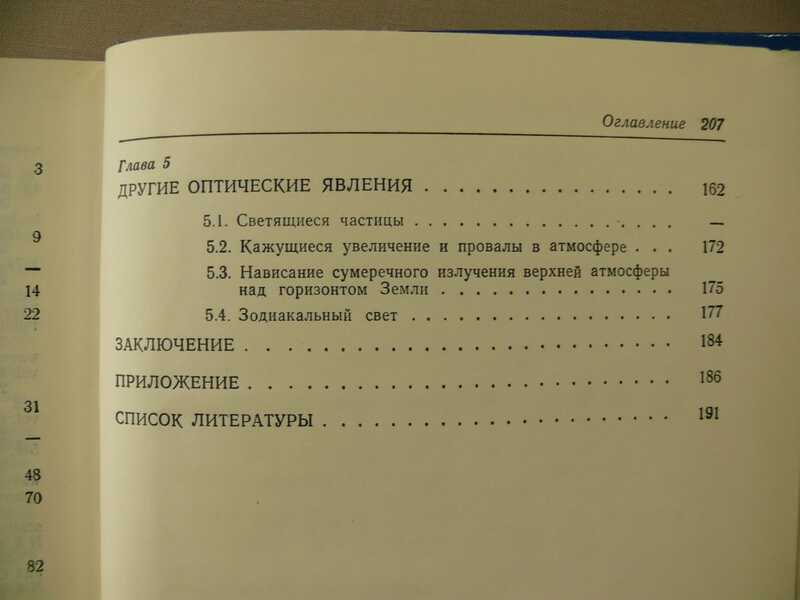 3
9
—
14
22
31
—
48
70
82
Оглавление 207
Глава 5
ДРУГИЕ ОПТИЧЕСКИЕ ЯВЛЕНИЯ . . . . . . . . . . . . . . . . 162
5.1. Светящиеся частицы . . . . . . . . . . . . . . . . —
5.2. Кажущиеся увеличение и провалы в атмосфере . . . 172
5.3. Нависание сумеречного излучения верхней атмосферы
над горизонтом Земли . . . . . . . . . . . . . . 175
5.4. Зодиакальный свет . . . . . . . . . . . . . . . . 177
ЗАКЛЮЧЕНИЕ . . . . . . . . . . . . . . . . . . . . . . 184
ПРИЛОЖЕНИЕ . . . . . . . . . . . . . . . . . . . . . . 186
СПИСОК ЛИТЕРАТУРЫ . . . . . . . . . . . . . . . . . . 191